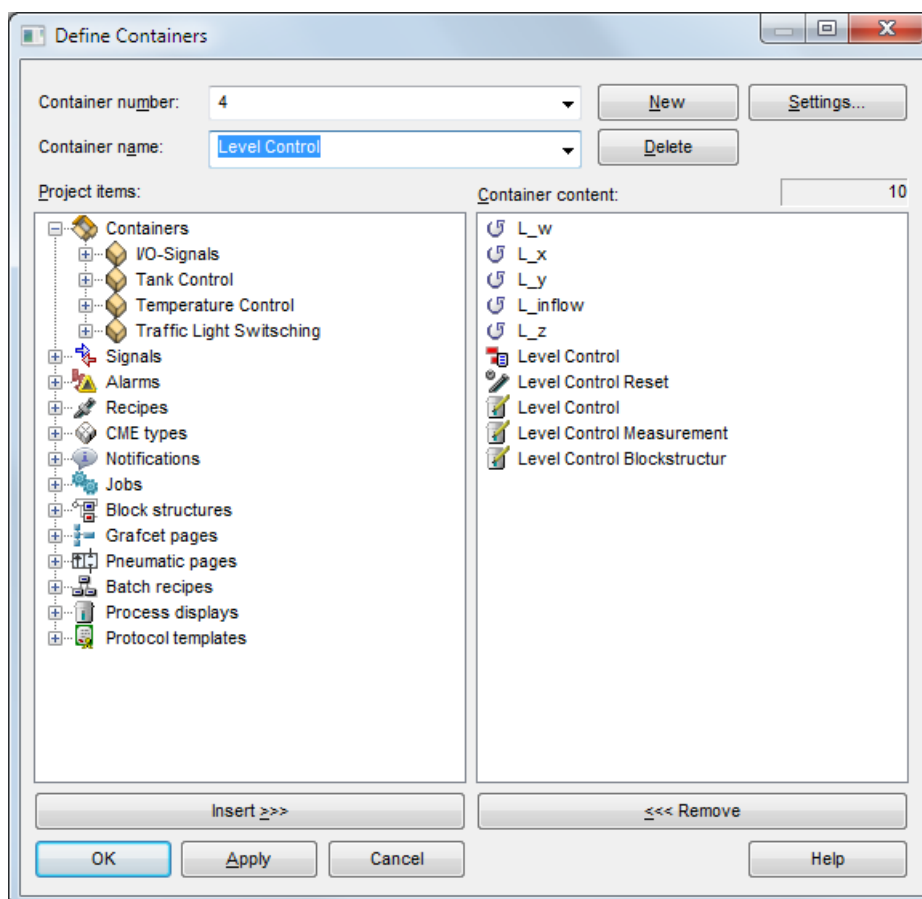 Define Containers
Container number: 4 New Settings...
Container name: Level Control Delete
Project items: Container content: 10
Containers
I/O-Signals
Tank Control
Temperature Control
Traffic Light Switsching
Signals
Alarms
Recipes
CME types
Notifications
Jobs
Block structures
Grafcet pages
Pneumatic pages
Batch recipes
Process displays
Protocol templates
L_w
L_x
L_y
L_inflow
L_z
Level Control
Level Control Reset
Level Control
Level Control Measurement
Level Control Blockstructur
Insert >>> <<< Remove
OK Apply Cancel Help